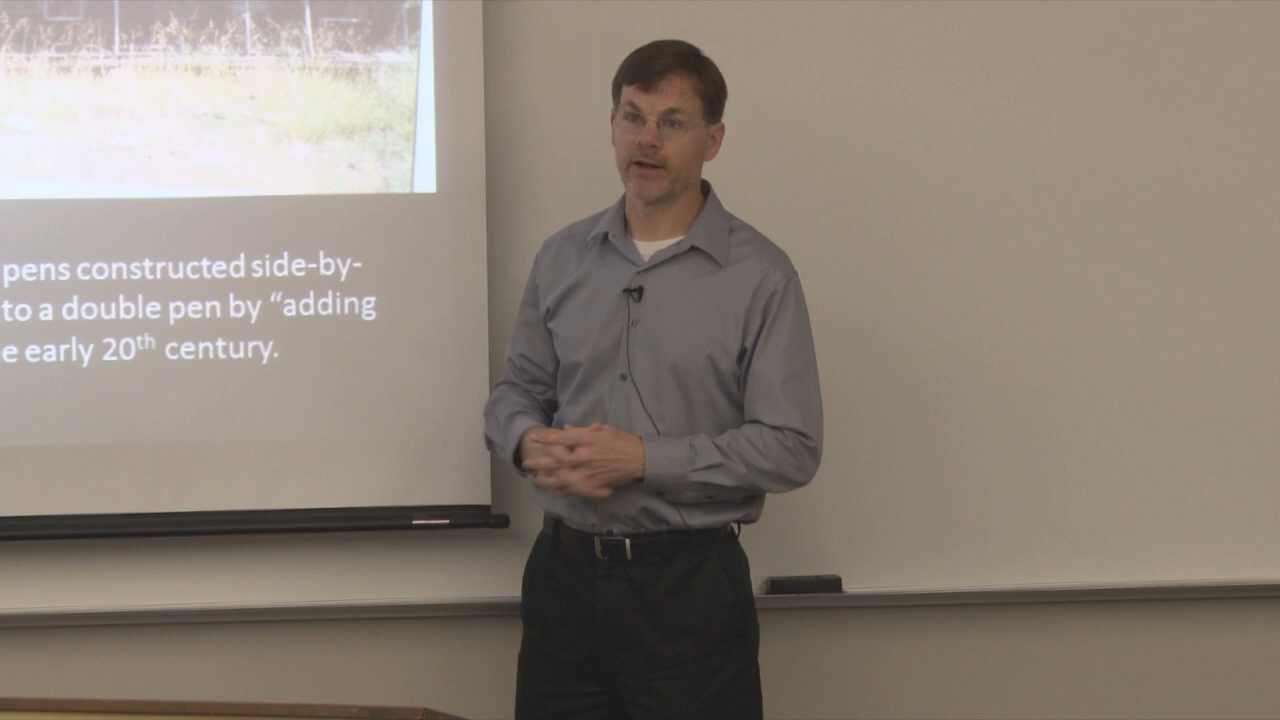 pens constructed side-by-
to a double pen by “adding
e early 20th century.